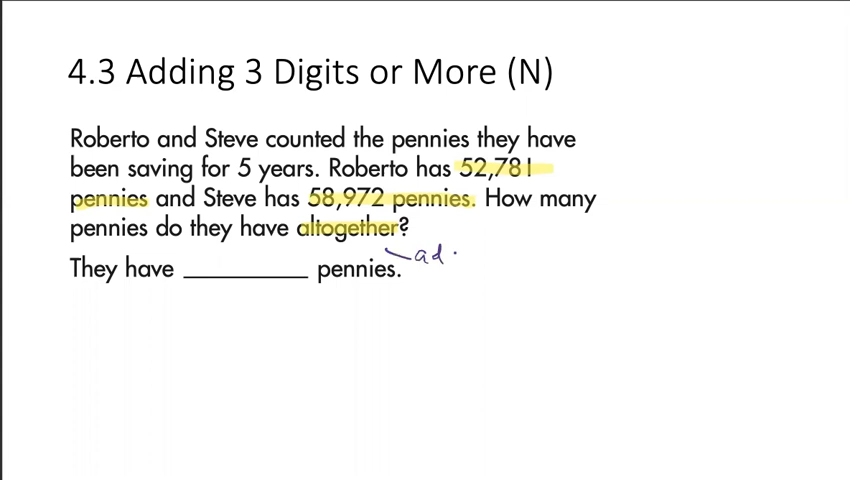 4.3 Adding 3 Digits or More (N)
Roberto and Steve counted the pennies they have
been saving for 5 years. Roberto has 52,781
pennies and Steve has 58,972 pennies. How many
pennies do they have altogether?
ad
They have __________ pennies.